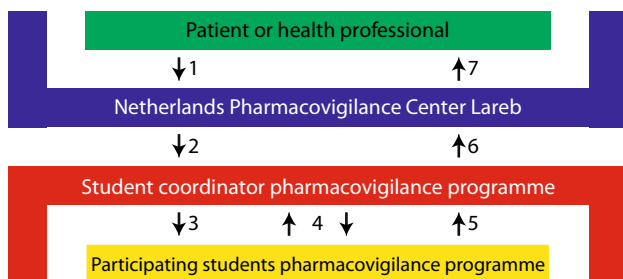 Patient or health professional
1 7
Netherlands Pharmacovigilance Center Lareb
2 6
Student coordinator pharmacovigilance programme
3 4 5
Participating students pharmacovigilance programme